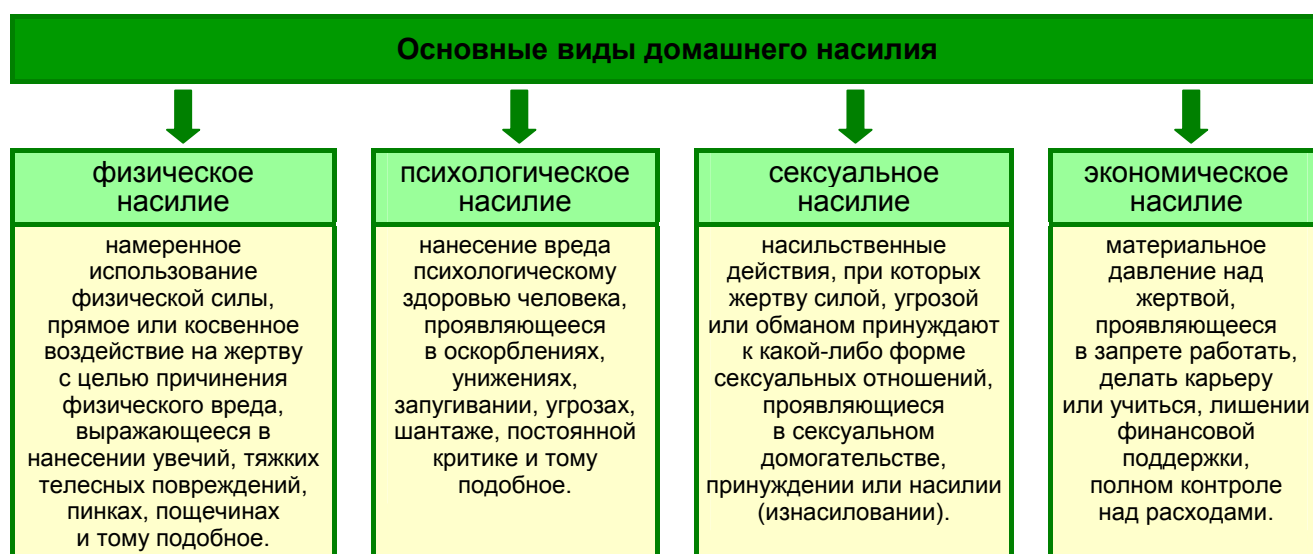 Основные виды домашнего насилия
физическое
насилие
намеренное
использование
физической силы,
прямое или косвенное
воздействие на жертву
с целью причинения
физического вреда,
выражающееся в
нанесении увечий, тяжких
телесных повреждений,
пинках, пощечинах
и тому подобное.
психологическое
насилие
нанесение вреда
психологическому
здоровью человека,
проявляющееся
в оскорблениях,
унижениях,
запугивании, угрозах,
шантаже, постоянной
критике и тому
подобное.
сексуальное
насилие
насильственные
действия, при которых
жертву силой, угрозой
или обманом принуждают
к какой-либо форме
сексуальных отношений,
проявляющиеся
в сексуальном
домогательстве,
принуждении или насилии
(изнасиловании).
экономическое
насилие
материальное
давление над
жертвой,
проявляющееся
в запрете работать,
делать карьеру
или учиться, лишении
финансовой
поддержки,
полном контроле
над расходами.